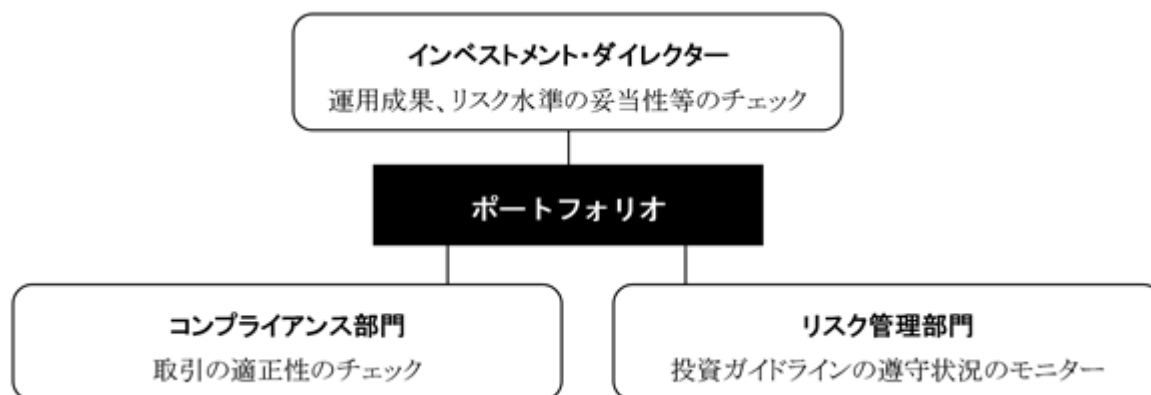 インベストメント・ダイレクター
運用成果、リスク水準の妥当性等のチェック
ポートフォリオ
コンプライアンス部門
取引の適正性のチェック
リスク管理部門
投資ガイドラインの遵守状況のモニター